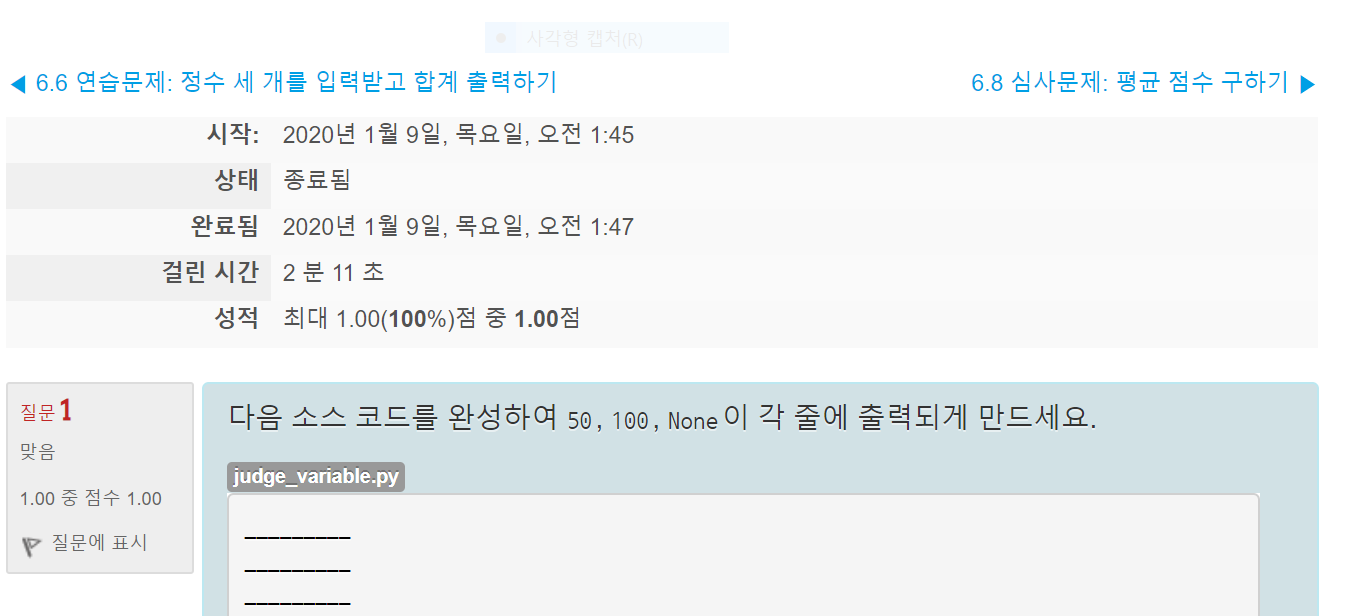 사각형 캡처(R)
◀ 6.6 연습문제: 정수 세 개를 입력받고 합계 출력하기
6.8 심사문제: 평균 점수 구하기 ▶
시작: 2020년 1월 9일, 목요일, 오전 1:45
상태 종료됨
완료됨 2020년 1월 9일, 목요일, 오전 1:47
걸린 시간 2 분 11 초
성적 최대 1.00(100%)점 중 1.00점
질문 1
맞음
1.00 중 점수 1.00
질문에 표시
다음 소스 코드를 완성하여 50, 100, None이 각 줄에 출력되게 만드세요.
judge_variable.py
_________
_________
_________